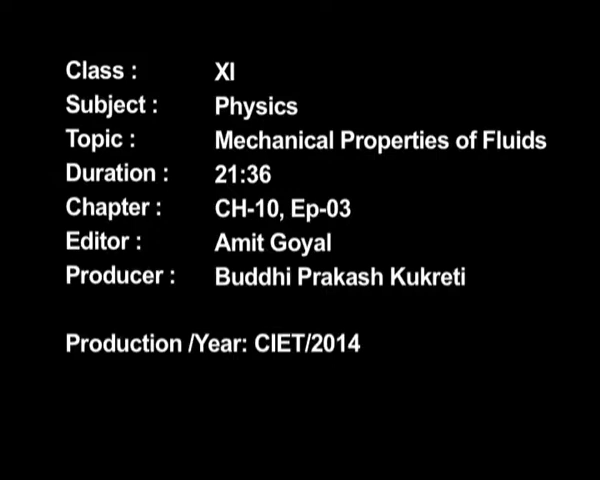 Class : XI
Subject : Physics
Topic : Mechanical Properties of Fluids
Duration : 21:36
Chapter : CH-10, Ep-03
Editor : Amit Goyal
Producer : Buddhi Prakash Kukreti
Production /Year: CIET/2014